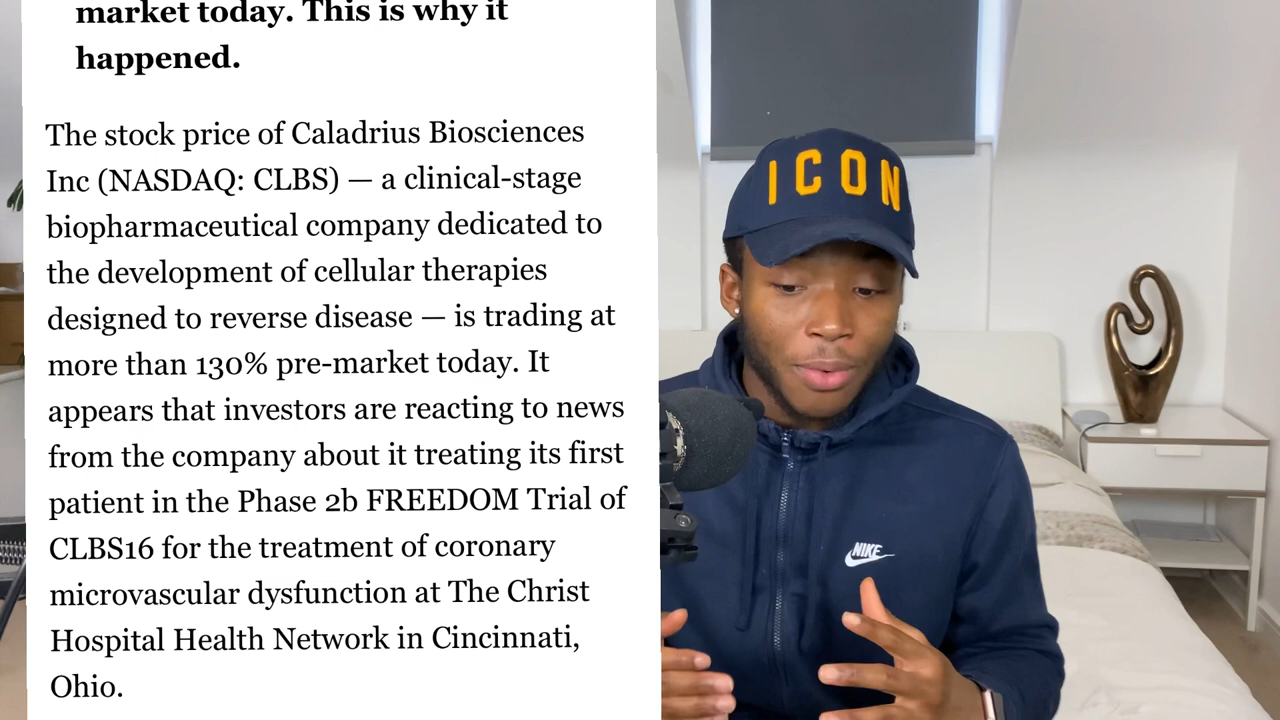 market today. This is why it
happened.
The stock price of Caladrius Biosciences
Inc (NASDAQ: CLBS) — a clinical-stage
biopharmaceutical company dedicated to
the development of cellular therapies
designed to reverse disease — is trading at
more than 130% pre-market today. It
appears that investors are reacting to news
from the company about it treating its first
patient in the Phase 2b FREEDOM Trial of
CLBS16 for the treatment of coronary
microvascular dysfunction at The Christ
Hospital Health Network in Cincinnati,
Ohio.
ICON
NIKE